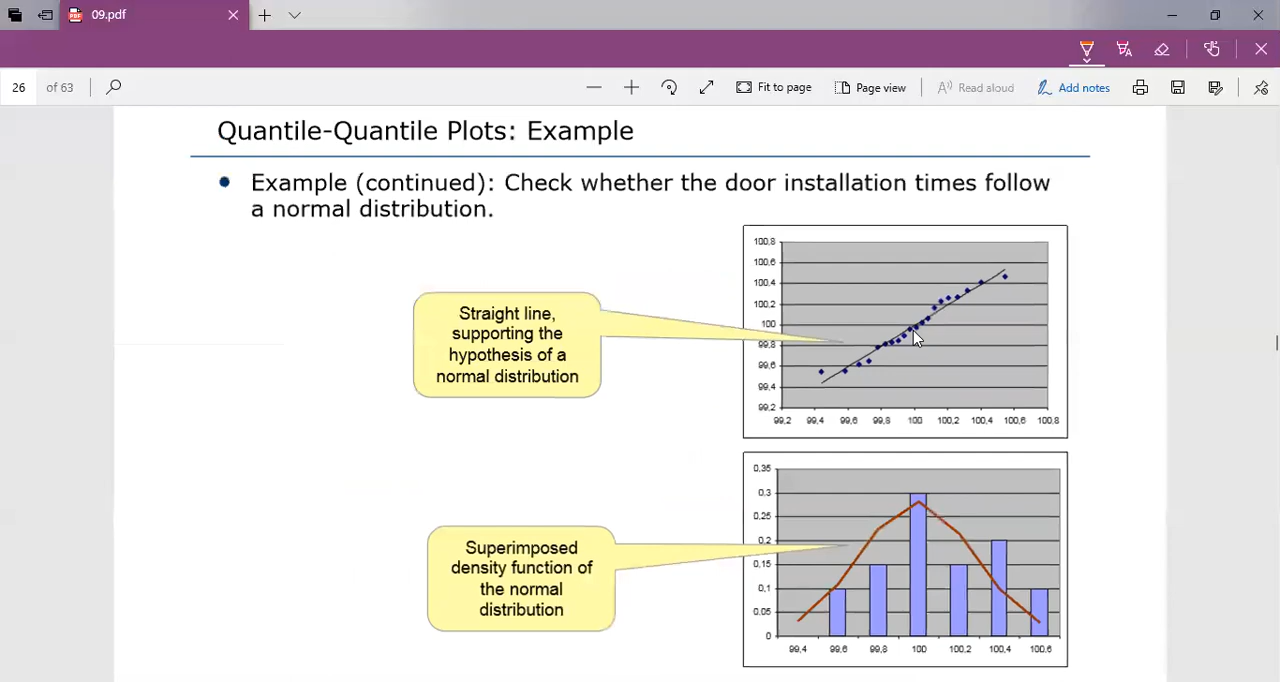 09.pdf
26 of 63
Fit to page
Page view
Read aloud
Add notes
Quantile-Quantile Plots: Example
Example (continued): Check whether the door installation times follow
a normal distribution.
Straight line,
supporting the
hypothesis of a
normal distribution
100,8
100,6
100,4
100,2
100
99,8
99,6
99,4
99,2
99,2 99,4 99,6 99,8 100 100,2 100,4 100,6 100,8
Superimposed
density function of
the normal
distribution
0,35
0,3
0,25
0,2
0,15
0,1
0,05
0
99,4 99,6 99,8 100 100,2 100,4 100,6